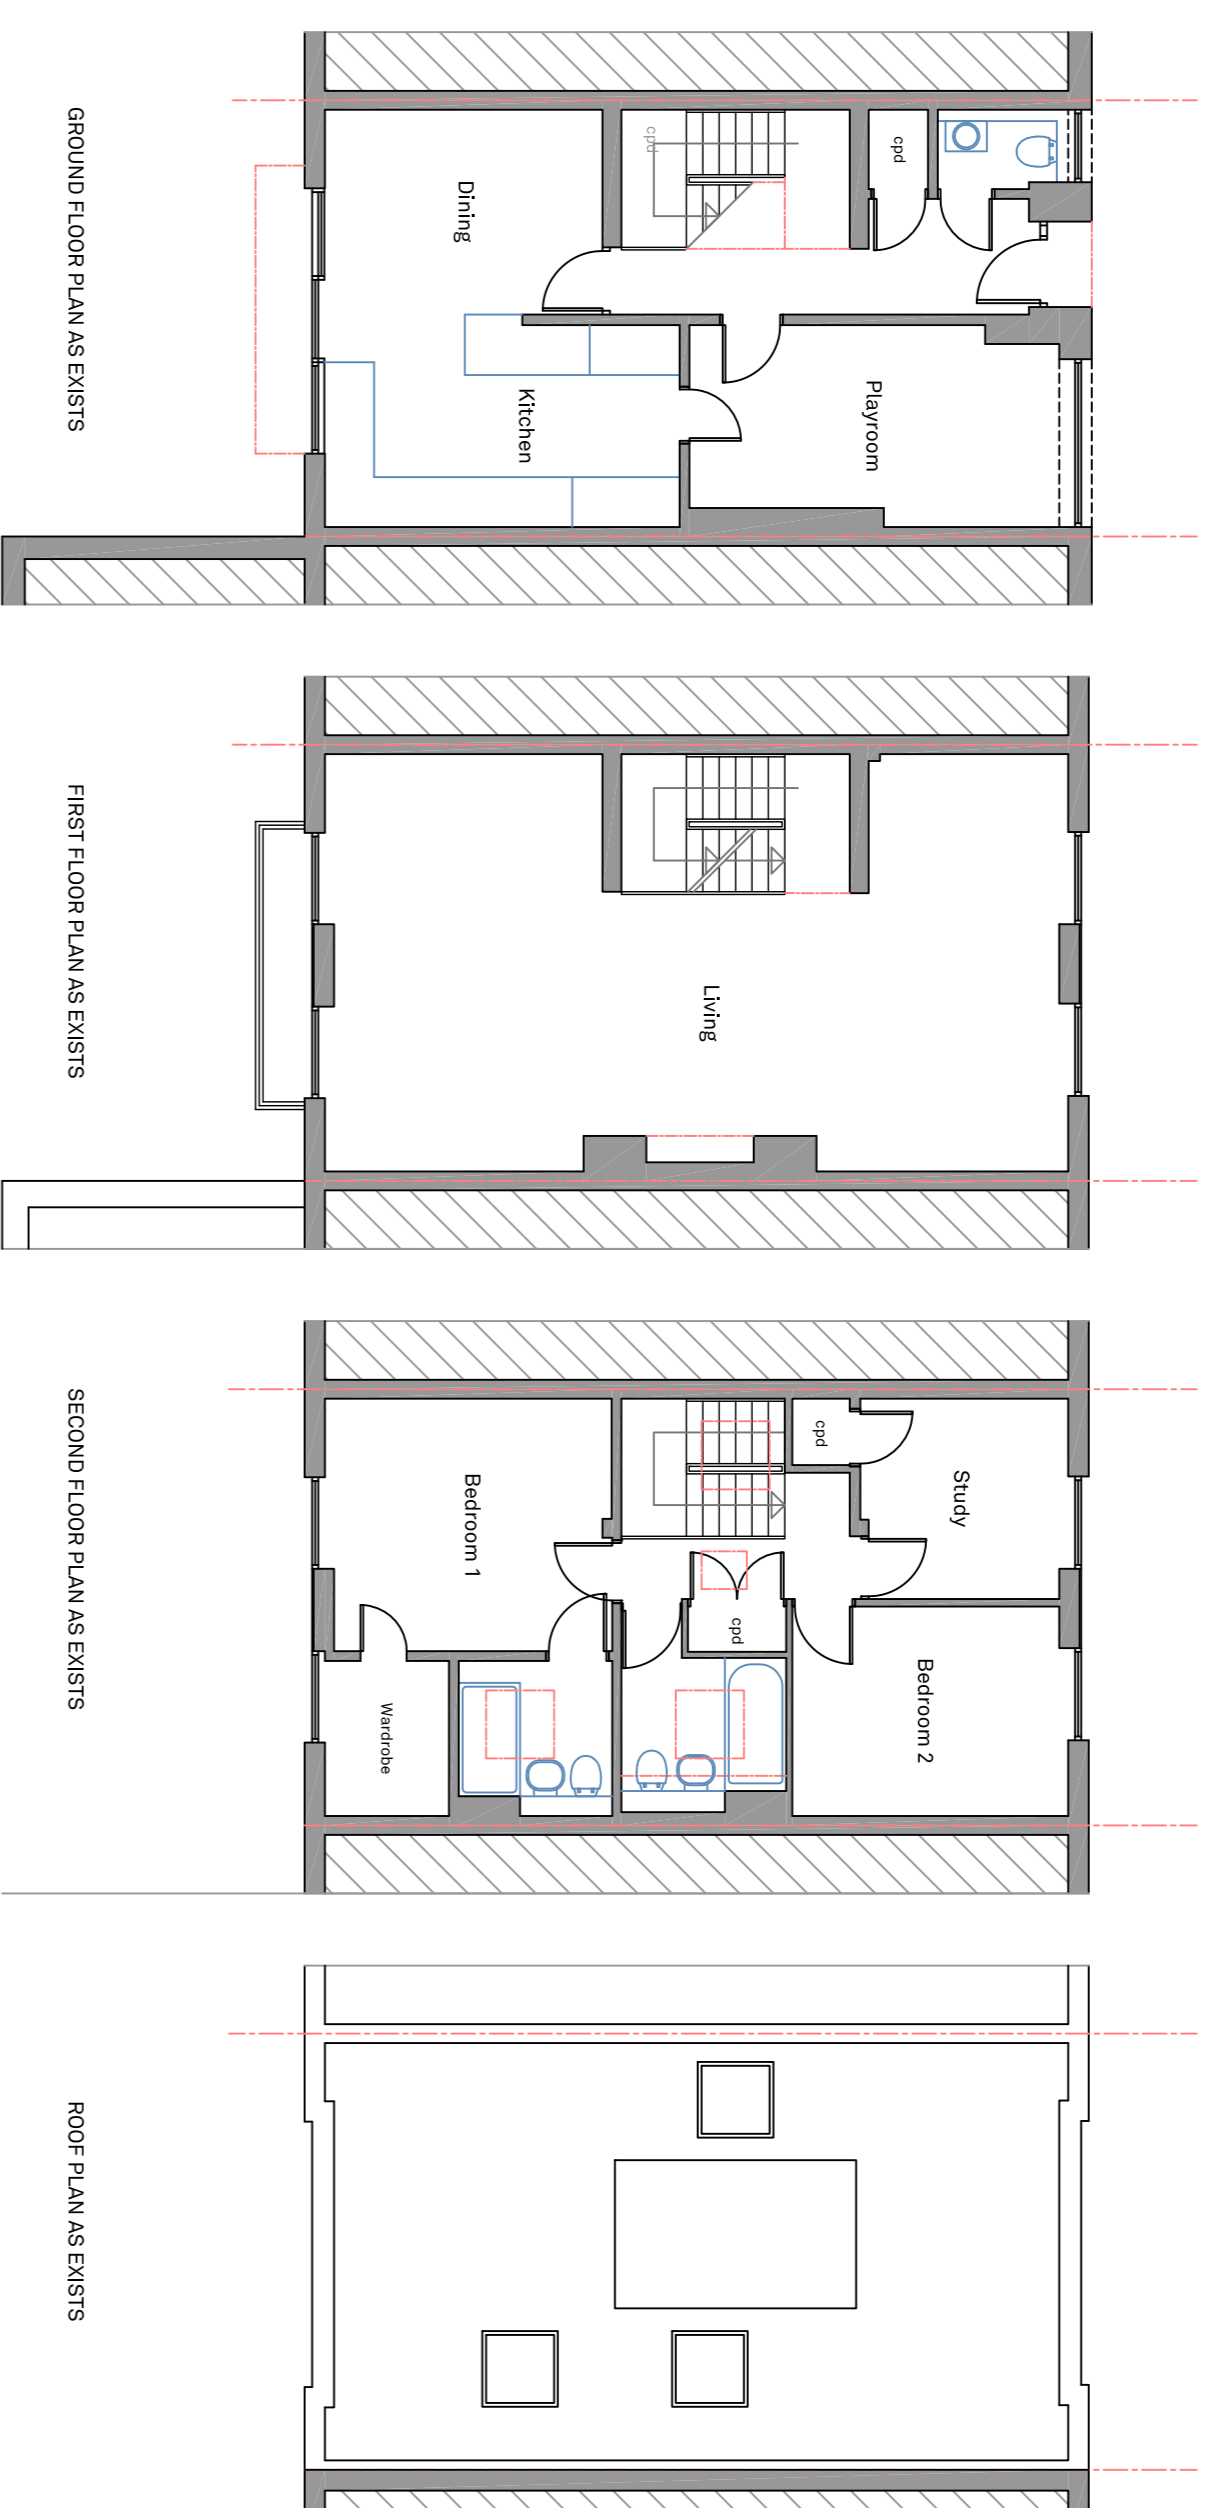 cpd
cpd
Dining
Kitchen
Playroom
GROUND FLOOR PLAN AS EXISTS
Living
FIRST FLOOR PLAN AS EXISTS
cpd
Study
Bedroom 1
cpd
Bedroom 2
Wardrobe
SECOND FLOOR PLAN AS EXISTS
ROOF PLAN AS EXISTS